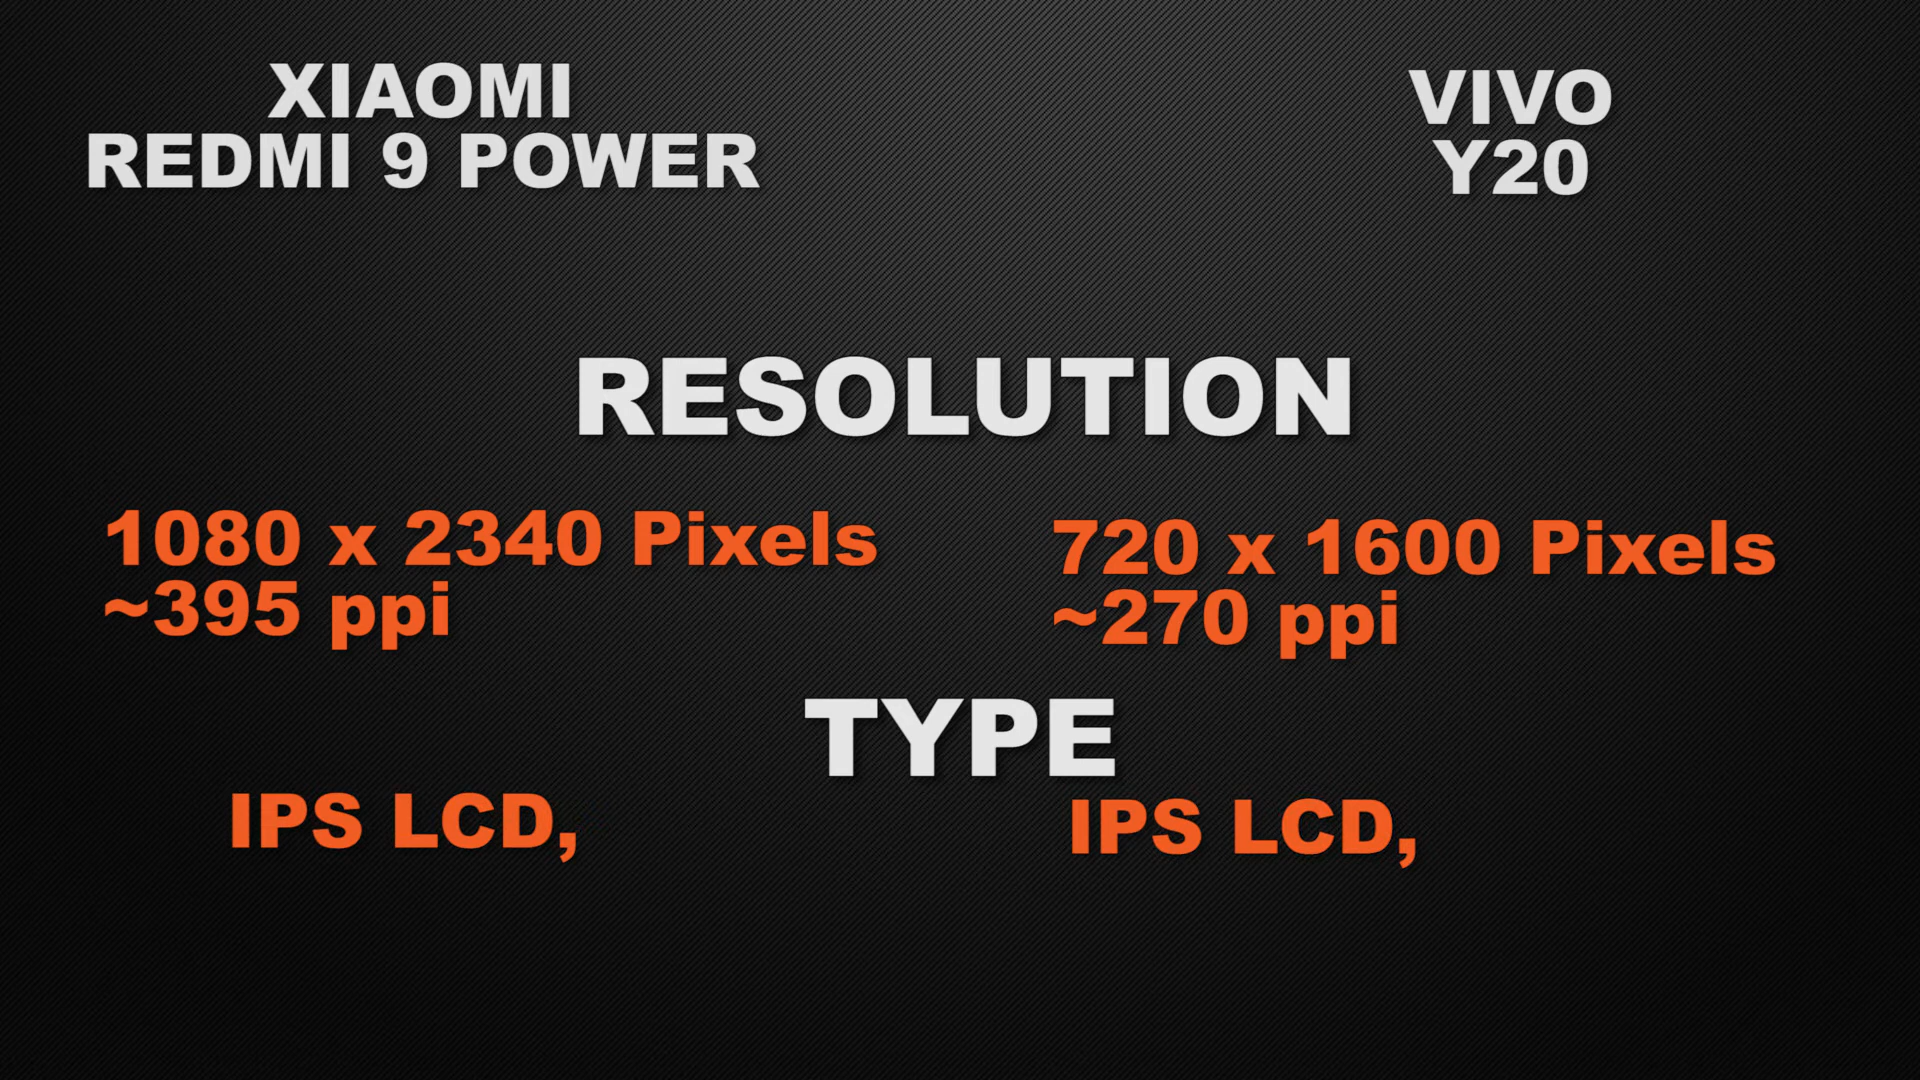 XIAOMI
REDMI 9 POWER
VIVO
Y20
RESOLUTION
1080 x 2340 Pixels
~395 ppi
720 x 1600 Pixels
~270 ppi
TYPE
IPS LCD,
IPS LCD,